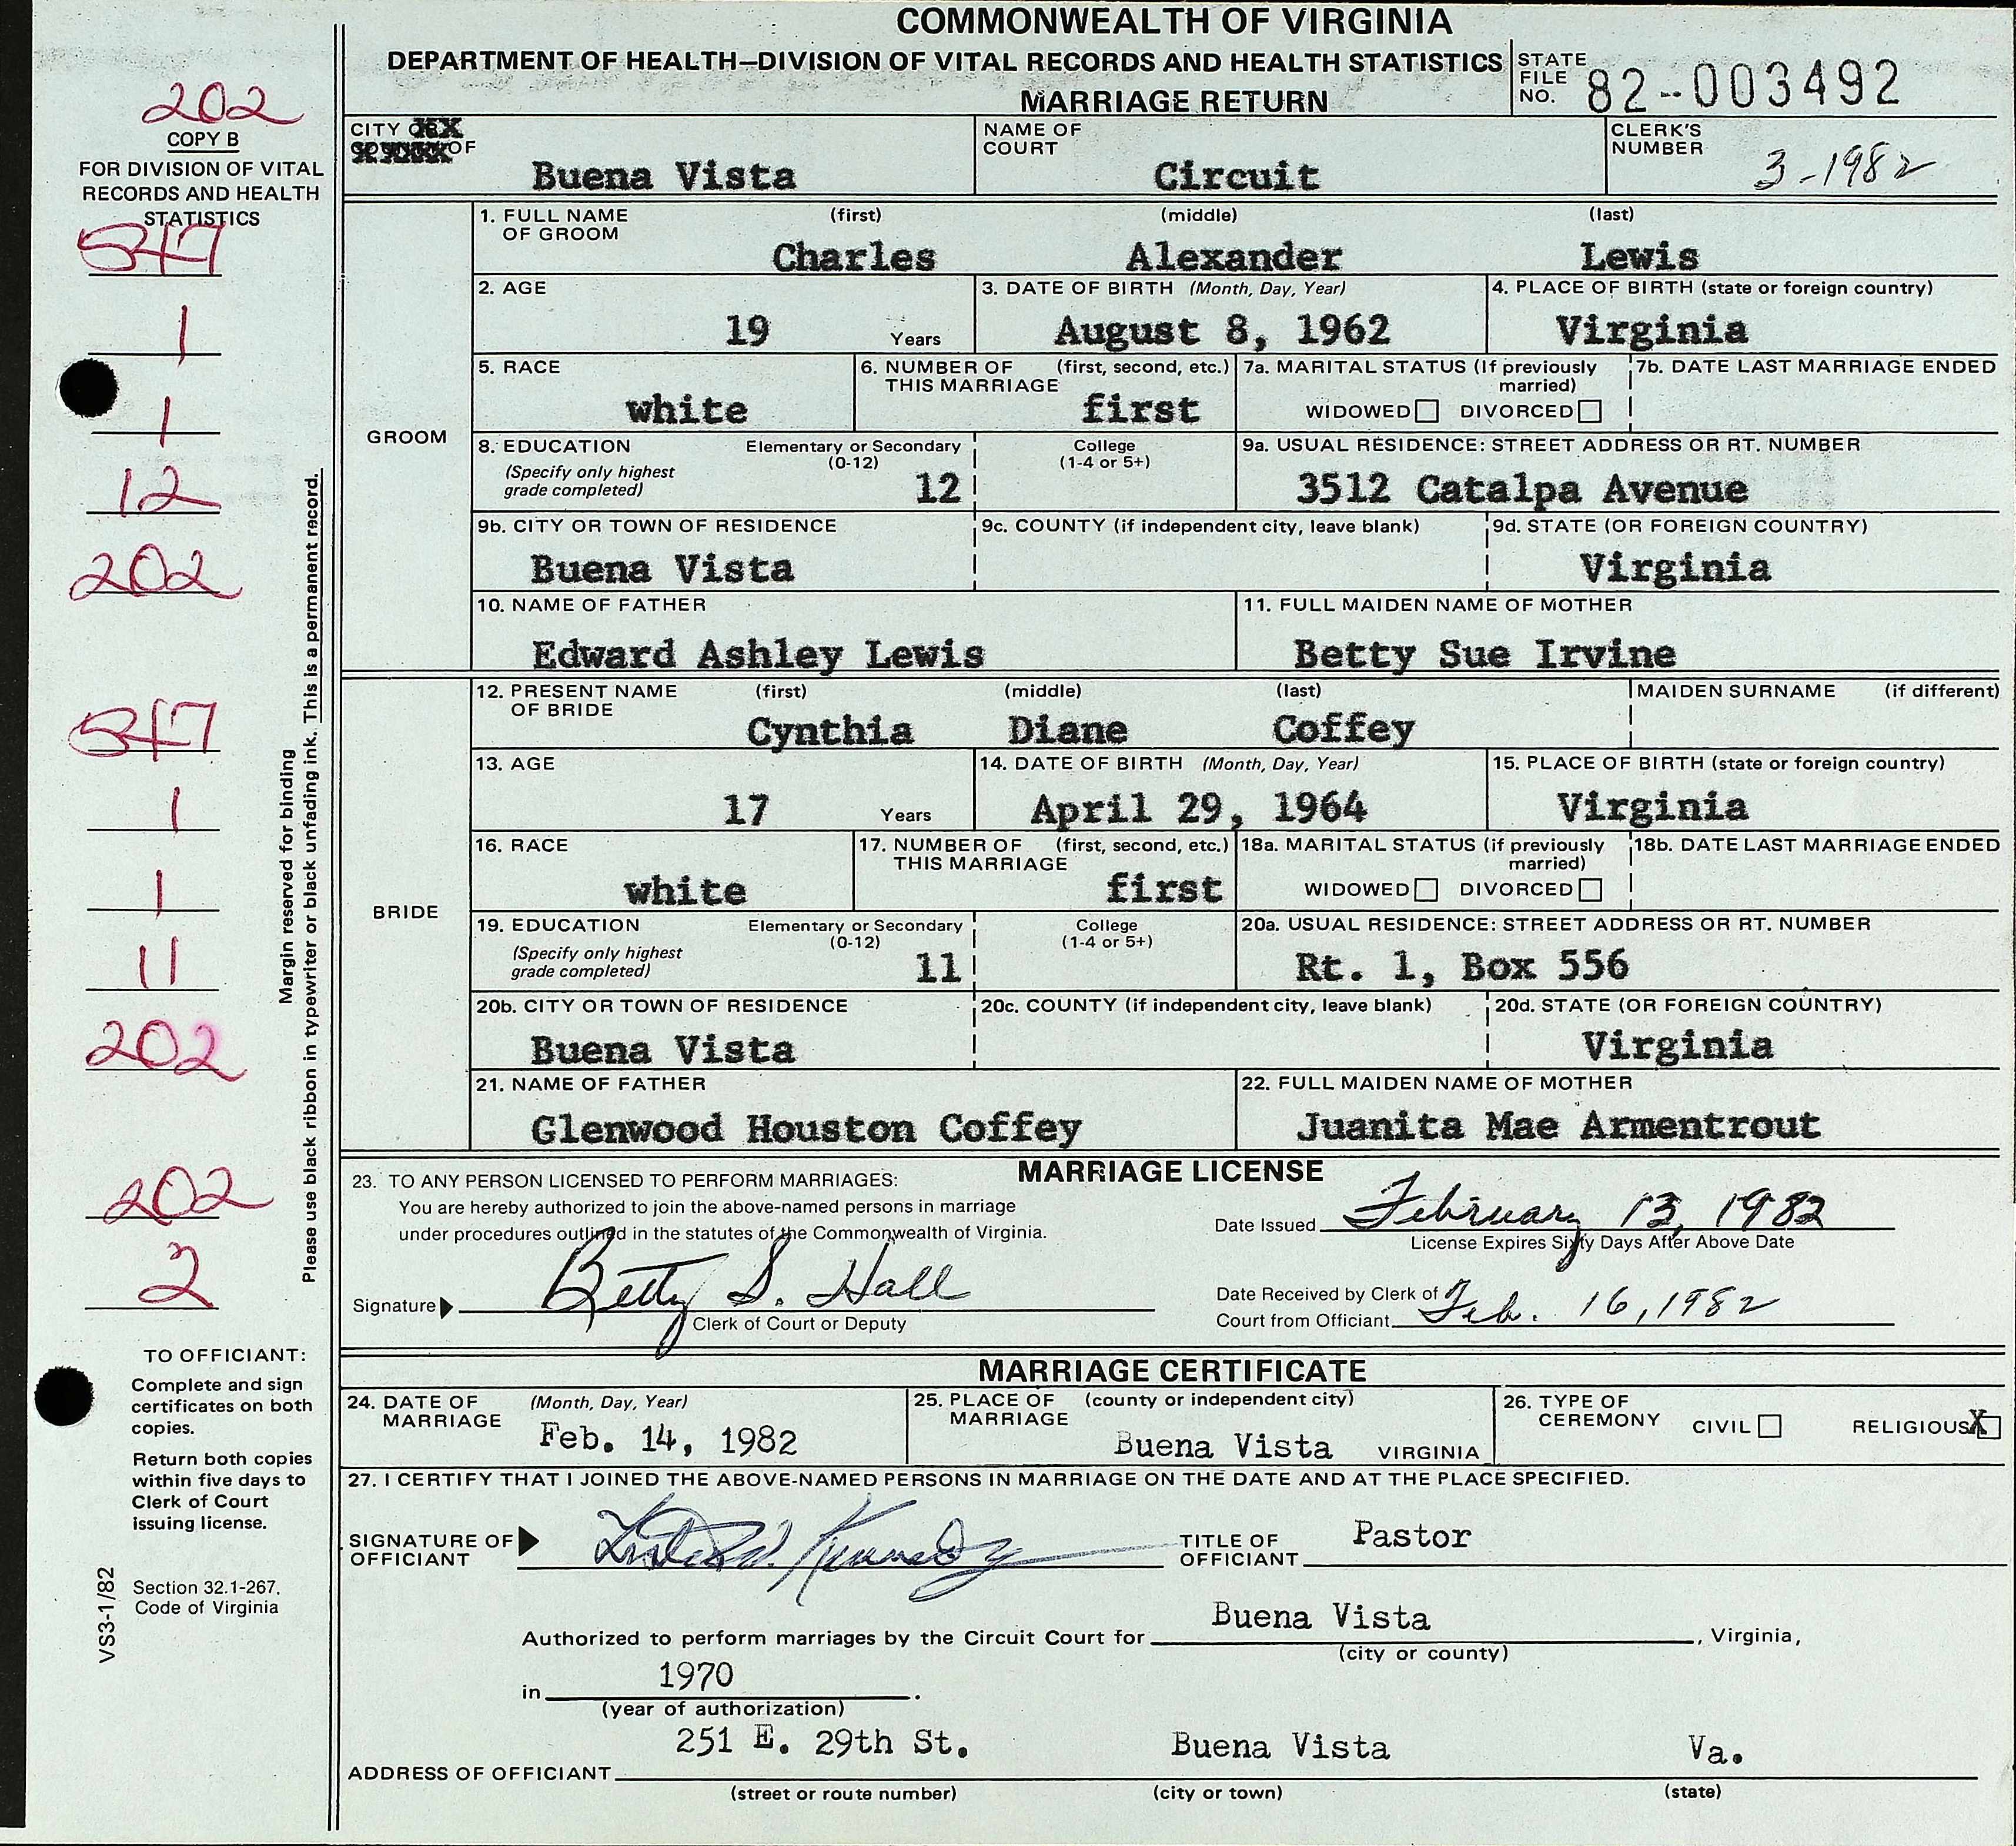 COMMONWEALTH OF VIRGINIA
DEPARTMENT OF HEALTH—DIVISION OF VITAL RECORDS AND HEALTH STATISTICS
MARRIAGE RETURN
STATE FILE NO. 82--003492
202
COPY B
FOR DIVISION OF VITAL
RECORDS AND HEALTH
STATISTICS
547
1
1
12
202
547
1
1
11
202
202
2
Margin reserved for binding
Please use black ribbon in typewriter or black unfading ink. This is a permanent record.
TO OFFICIANT:
Complete and sign
certificates on both
copies.
Return both copies
within five days to
Clerk of Court
issuing license.
Section 32.1-267,
Code of Virginia
VS3-1/82
CITY OR
COUNTY OF
Buena Vista
NAME OF
COURT
Circuit
CLERK'S
NUMBER
3-1982
GROOM
1. FULL NAME (first) (middle) (last)
OF GROOM
Charles Alexander Lewis
2. AGE
19 Years
3. DATE OF BIRTH (Month, Day, Year)
August 8, 1962
4. PLACE OF BIRTH (state or foreign country)
Virginia
5. RACE
white
6. NUMBER OF (first, second, etc.)
THIS MARRIAGE
first
7a. MARITAL STATUS (If previously
married)
WIDOWED DIVORCED
7b. DATE LAST MARRIAGE ENDED
8. EDUCATION Elementary or Secondary College
(0-12) (1-4 or 5+)
(Specify only highest
grade completed)
12
9a. USUAL RESIDENCE: STREET ADDRESS OR RT. NUMBER
3512 Catalpa Avenue
9b. CITY OR TOWN OF RESIDENCE
Buena Vista
9c. COUNTY (if independent city, leave blank)
9d. STATE (OR FOREIGN COUNTRY)
Virginia
10. NAME OF FATHER
Edward Ashley Lewis
11. FULL MAIDEN NAME OF MOTHER
Betty Sue Irvine
BRIDE
12. PRESENT NAME (first) (middle) (last)
OF BRIDE
Cynthia Diane Coffey
MAIDEN SURNAME (if different)
13. AGE
17 Years
14. DATE OF BIRTH (Month, Day, Year)
April 29, 1964
15. PLACE OF BIRTH (state or foreign country)
Virginia
16. RACE
white
17. NUMBER OF (first, second, etc.)
THIS MARRIAGE
first
18a. MARITAL STATUS (if previously
married)
WIDOWED DIVORCED
18b. DATE LAST MARRIAGE ENDED
19. EDUCATION Elementary or Secondary College
(0-12) (1-4 or 5+)
(Specify only highest
grade completed)
11
20a. USUAL RESIDENCE: STREET ADDRESS OR RT. NUMBER
Rt. 1, Box 556
20b. CITY OR TOWN OF RESIDENCE
Buena Vista
20c. COUNTY (if independent city, leave blank)
20d. STATE (OR FOREIGN COUNTRY)
Virginia
21. NAME OF FATHER
Glenwood Houston Coffey
22. FULL MAIDEN NAME OF MOTHER
Juanita Mae Armentrout
MARRIAGE LICENSE
23. TO ANY PERSON LICENSED TO PERFORM MARRIAGES:
You are hereby authorized to join the above-named persons in marriage
under procedures outlined in the statutes of the Commonwealth of Virginia.
Date Issued February 13, 1982
License Expires Sixty Days After Above Date
Signature Betty S. Hall
Clerk of Court or Deputy
Date Received by Clerk of
Court from Officiant Feb. 16, 1982
MARRIAGE CERTIFICATE
24. DATE OF (Month, Day, Year)
MARRIAGE
Feb. 14, 1982
25. PLACE OF (county or independent city)
MARRIAGE
Buena Vista VIRGINIA
26. TYPE OF
CEREMONY CIVIL RELIGIOUS X
27. I CERTIFY THAT I JOINED THE ABOVE-NAMED PERSONS IN MARRIAGE ON THE DATE AND AT THE PLACE SPECIFIED.
SIGNATURE OF
OFFICIANT
Kennedy
TITLE OF
OFFICIANT
Pastor
Authorized to perform marriages by the Circuit Court for Buena Vista, Virginia,
(city or county)
in 1970.
(year of authorization)
ADDRESS OF OFFICIANT 251 E. 29th St. Buena Vista Va.
(street or route number) (city or town) (state)